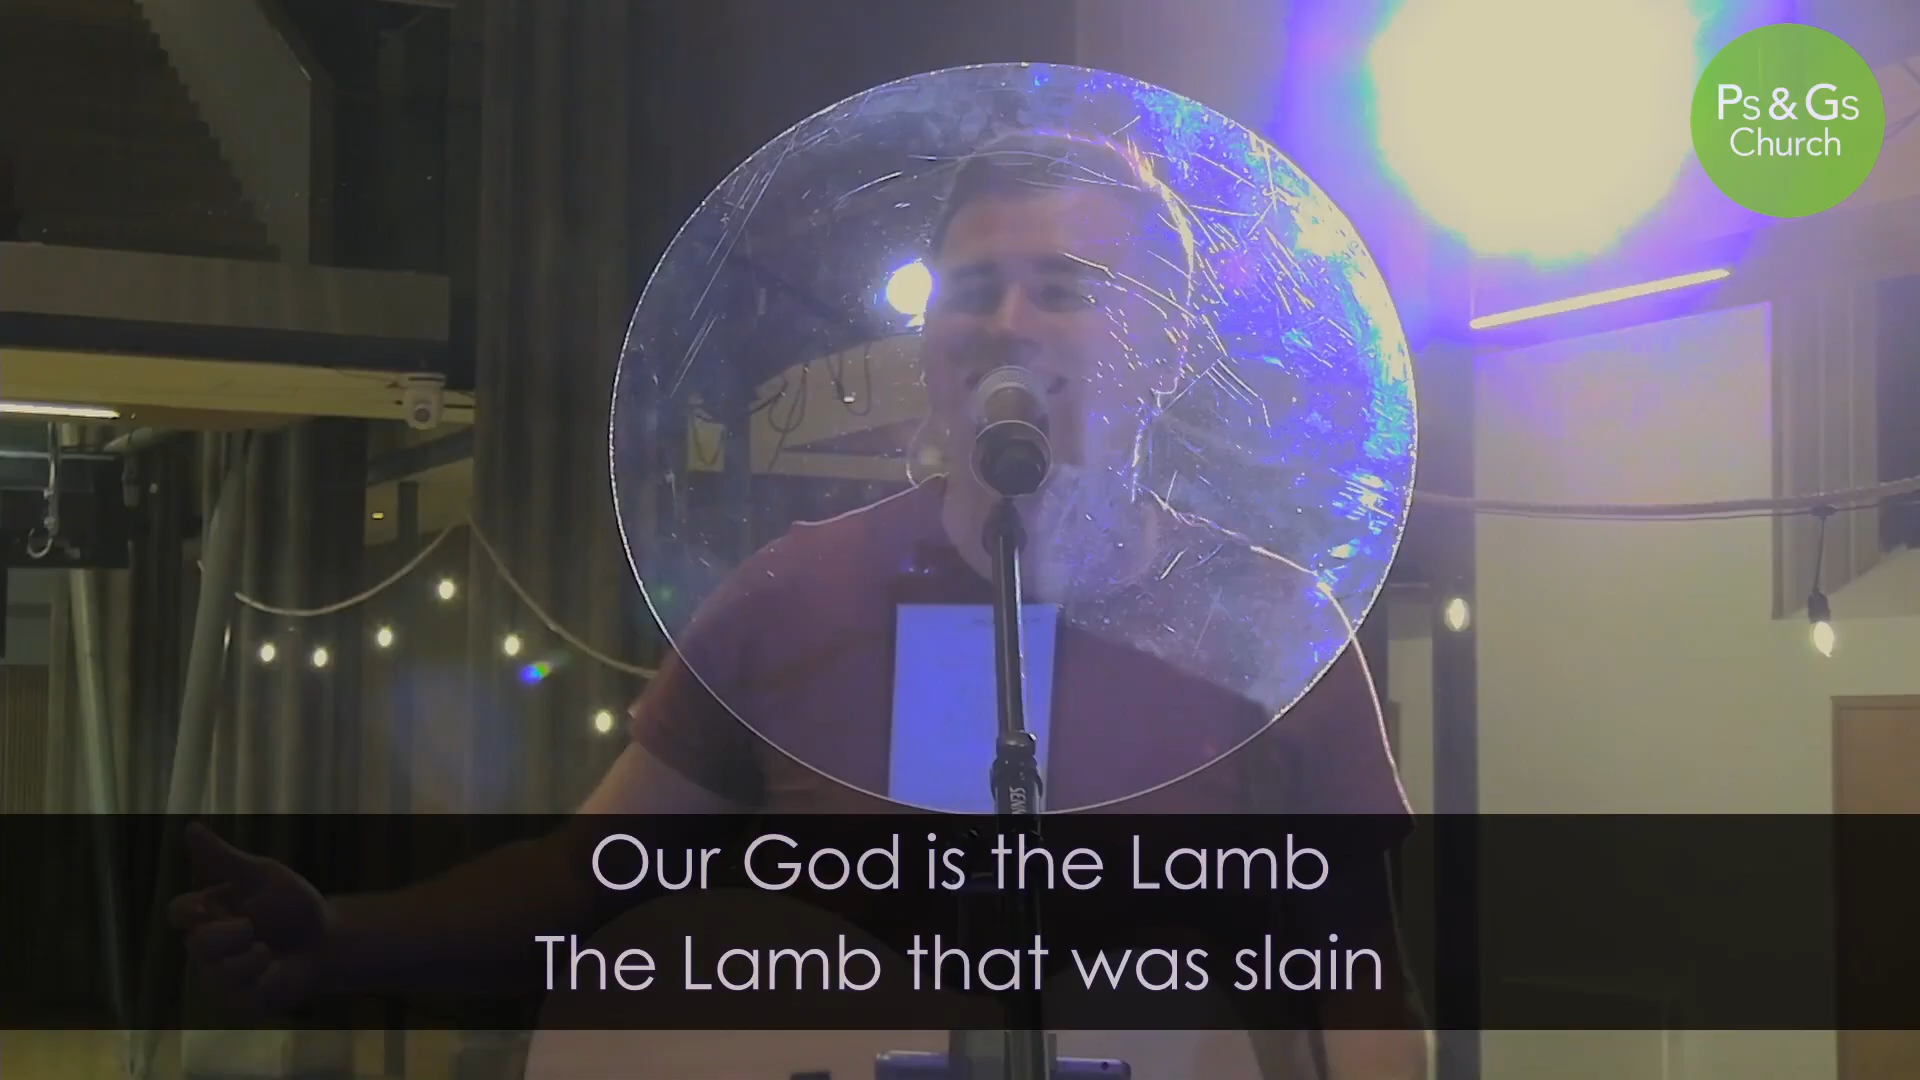 Ps & Gs
Church
Our God is the Lamb
The Lamb that was slain